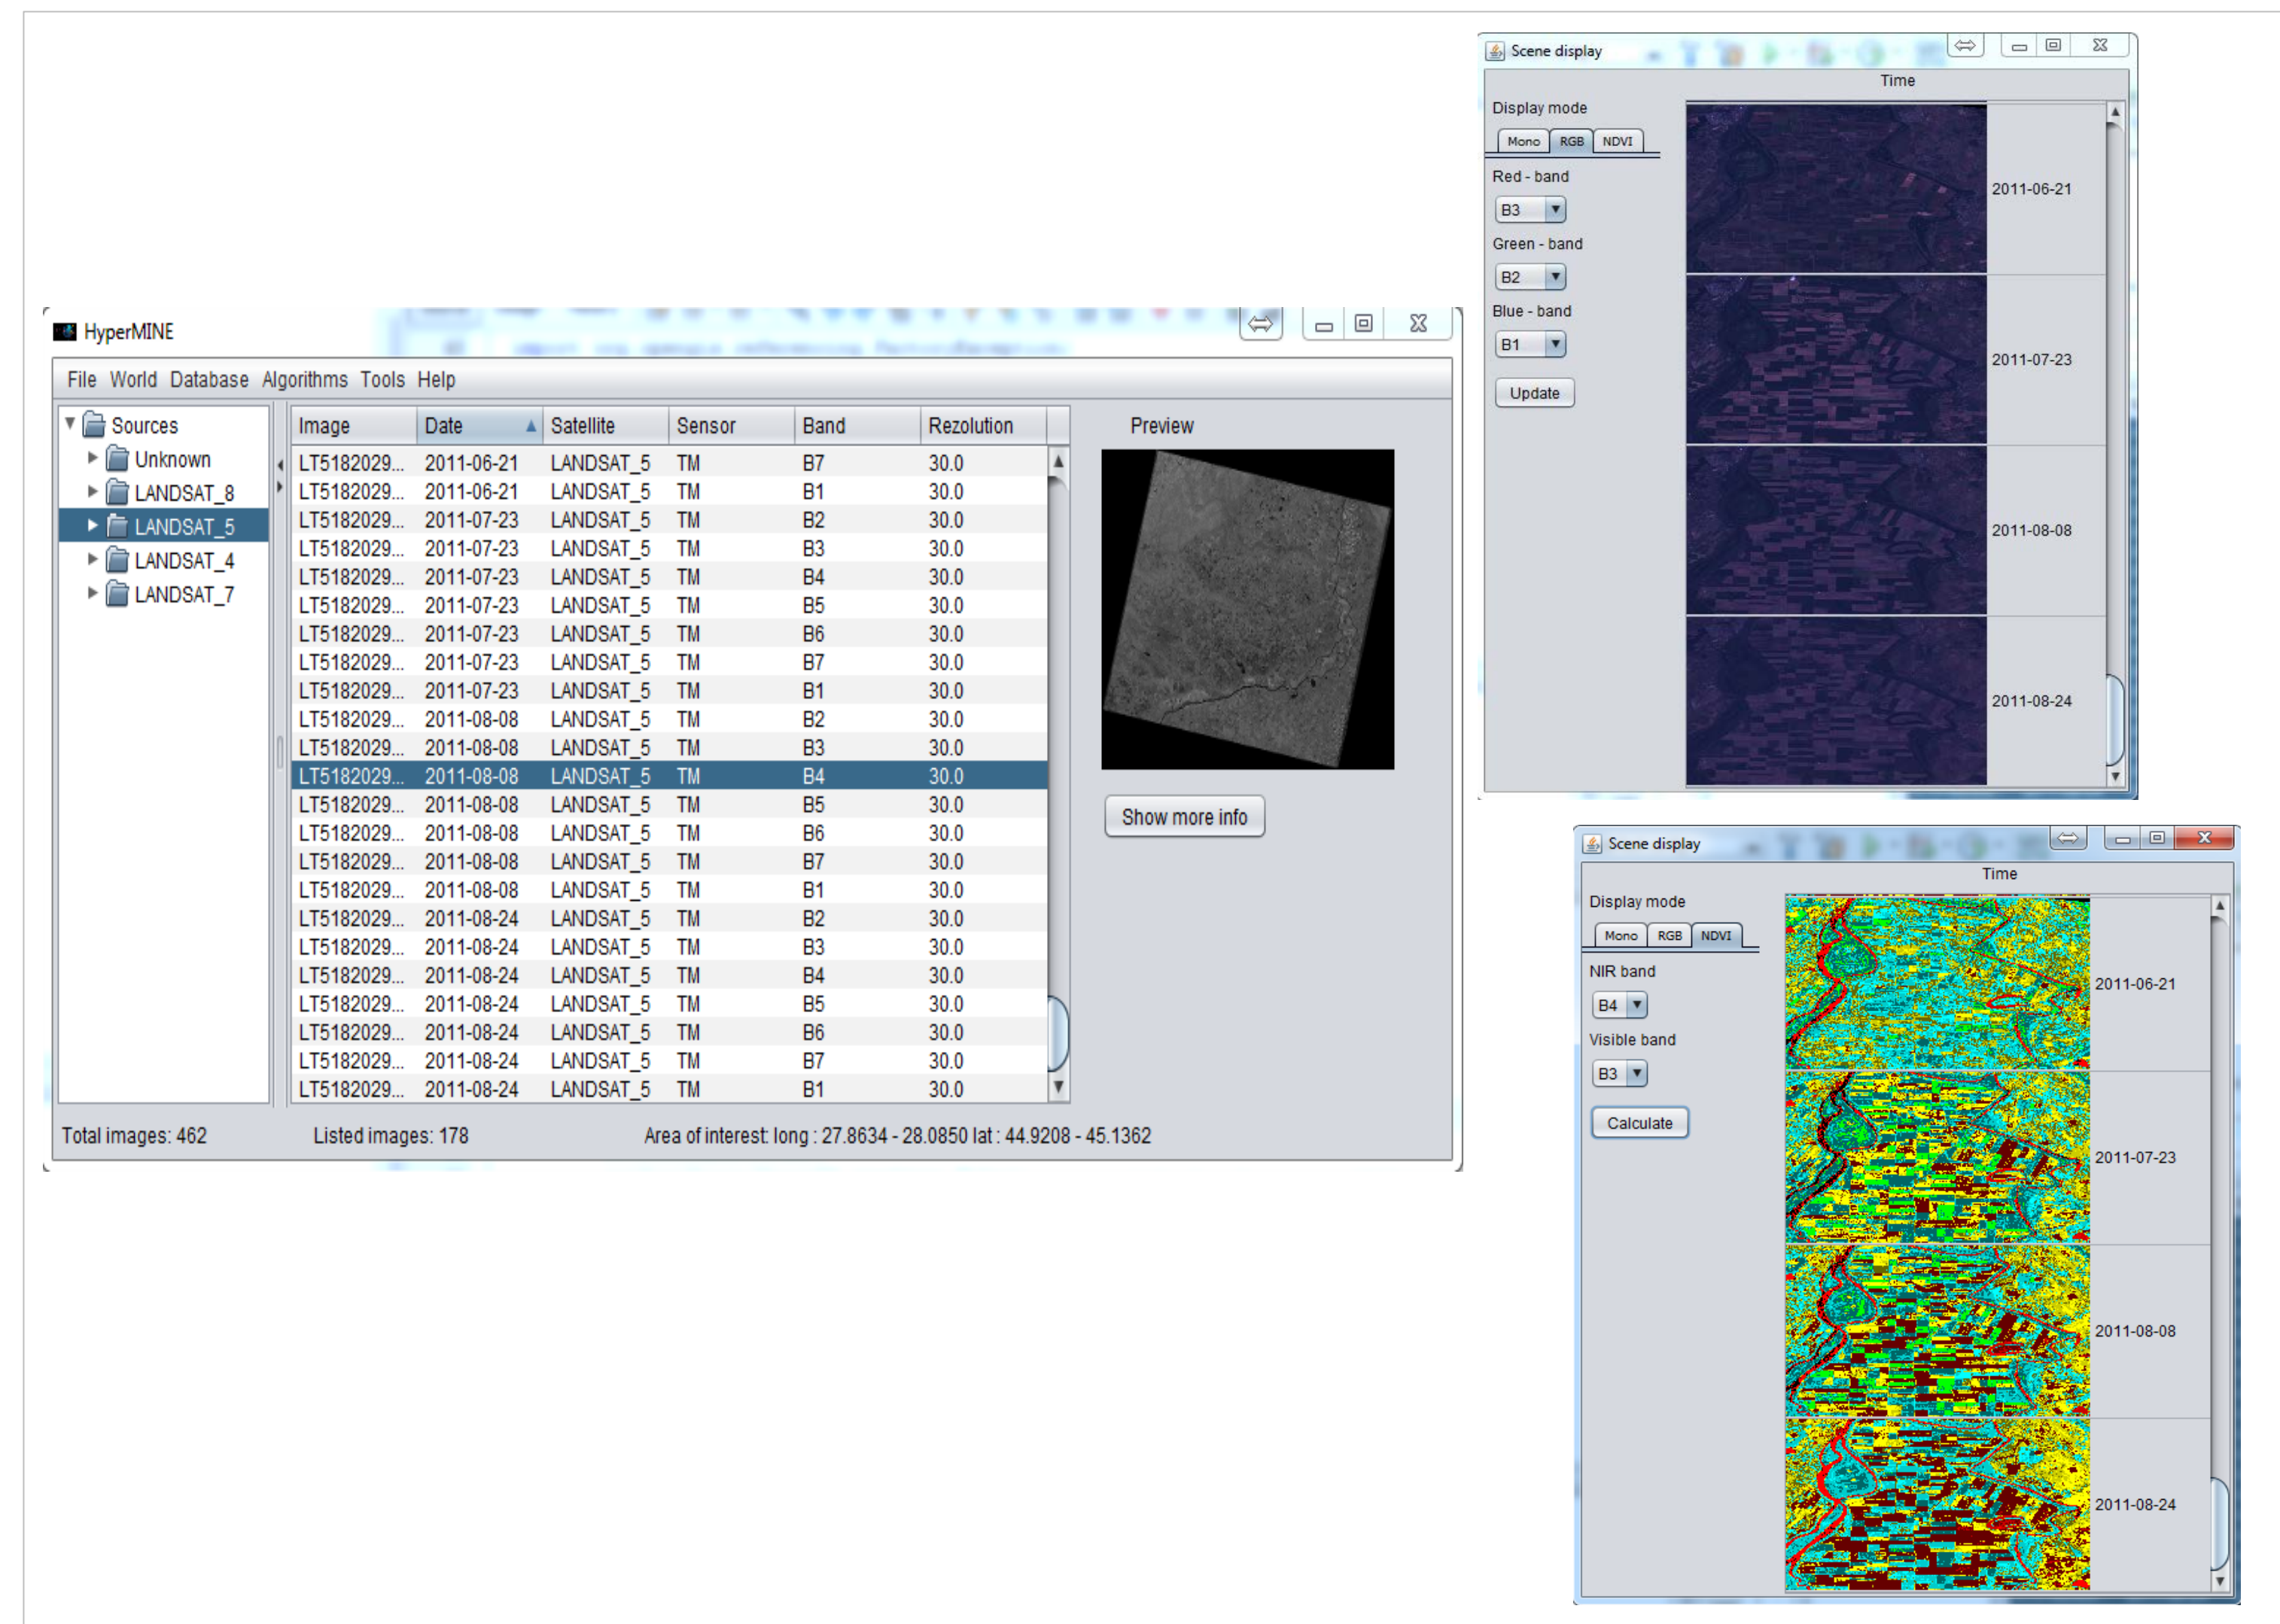 HyperMINE
File World Database Algorithms Tools Help
Sources
Unknown
LANDSAT_8
LANDSAT_5
LANDSAT_4
LANDSAT_7
Image Date Satellite Sensor Band Rezolution
LT5182029... 2011-06-21 LANDSAT_5 TM B7 30.0
LT5182029... 2011-06-21 LANDSAT_5 TM B1 30.0
LT5182029... 2011-07-23 LANDSAT_5 TM B2 30.0
LT5182029... 2011-07-23 LANDSAT_5 TM B3 30.0
LT5182029... 2011-07-23 LANDSAT_5 TM B4 30.0
LT5182029... 2011-07-23 LANDSAT_5 TM B5 30.0
LT5182029... 2011-07-23 LANDSAT_5 TM B6 30.0
LT5182029... 2011-07-23 LANDSAT_5 TM B7 30.0
LT5182029... 2011-07-23 LANDSAT_5 TM B1 30.0
LT5182029... 2011-08-08 LANDSAT_5 TM B2 30.0
LT5182029... 2011-08-08 LANDSAT_5 TM B3 30.0
LT5182029... 2011-08-08 LANDSAT_5 TM B4 30.0
LT5182029... 2011-08-08 LANDSAT_5 TM B5 30.0
LT5182029... 2011-08-08 LANDSAT_5 TM B6 30.0
LT5182029... 2011-08-08 LANDSAT_5 TM B7 30.0
LT5182029... 2011-08-08 LANDSAT_5 TM B1 30.0
LT5182029... 2011-08-24 LANDSAT_5 TM B2 30.0
LT5182029... 2011-08-24 LANDSAT_5 TM B3 30.0
LT5182029... 2011-08-24 LANDSAT_5 TM B4 30.0
LT5182029... 2011-08-24 LANDSAT_5 TM B5 30.0
LT5182029... 2011-08-24 LANDSAT_5 TM B6 30.0
LT5182029... 2011-08-24 LANDSAT_5 TM B7 30.0
LT5182029... 2011-08-24 LANDSAT_5 TM B1 30.0
Preview
Show more info
Total images: 462 Listed images: 178 Area of interest: long : 27.8634 - 28.0850 lat : 44.9208 - 45.1362
Scene display
Time
Display mode
Mono RGB NDVI
Red - band
B3
Green - band
B2
Blue - band
B1
Update
2011-06-21
2011-07-23
2011-08-08
2011-08-24
Scene display
Time
Display mode
Mono RGB NDVI
NIR band
B4
Visible band
B3
Calculate
2011-06-21
2011-07-23
2011-08-08
2011-08-24